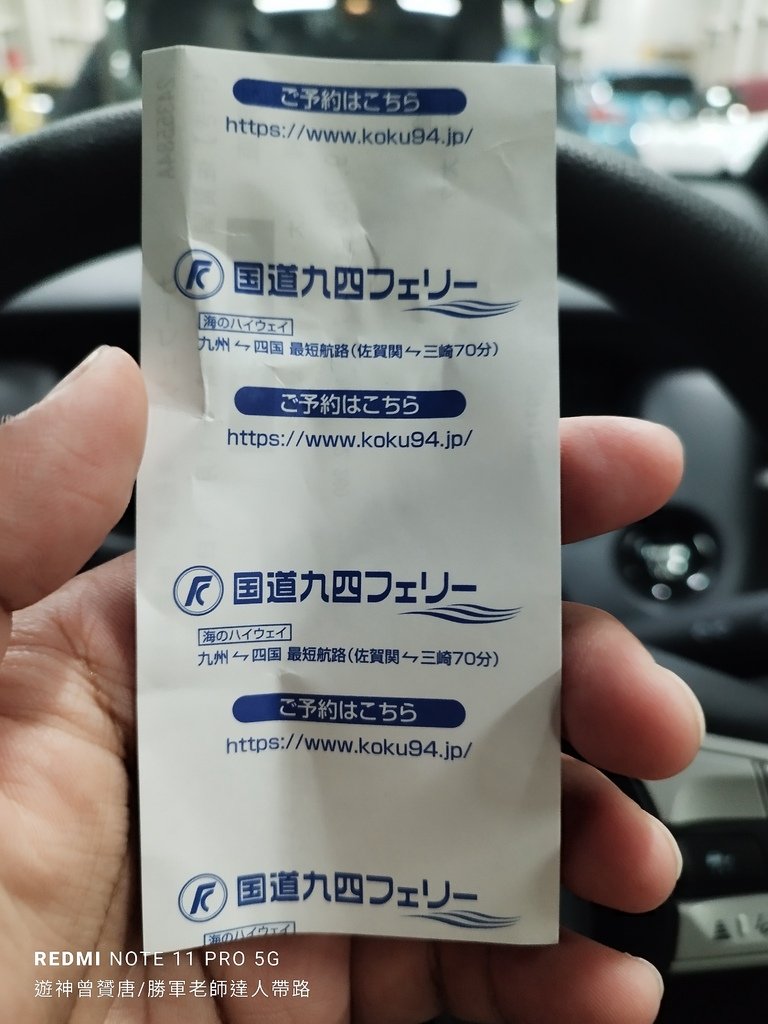 ご予約はこちら
https://www.koku94.jp/
国道九四フェリー
海のハイウェイ
九州⇆四国 最短航路(佐賀関⇆三崎70分)
ご予約はこちら
https://www.koku94.jp/
国道九四フェリー
海のハイウェイ
九州⇆四国 最短航路(佐賀関⇆三崎70分)
ご予約はこちら
https://www.koku94.jp/
国道九四フェリー
海のハイウェイ
REDMI NOTE 11 PRO 5G
遊神曾贇唐/勝軍老師達人帶路